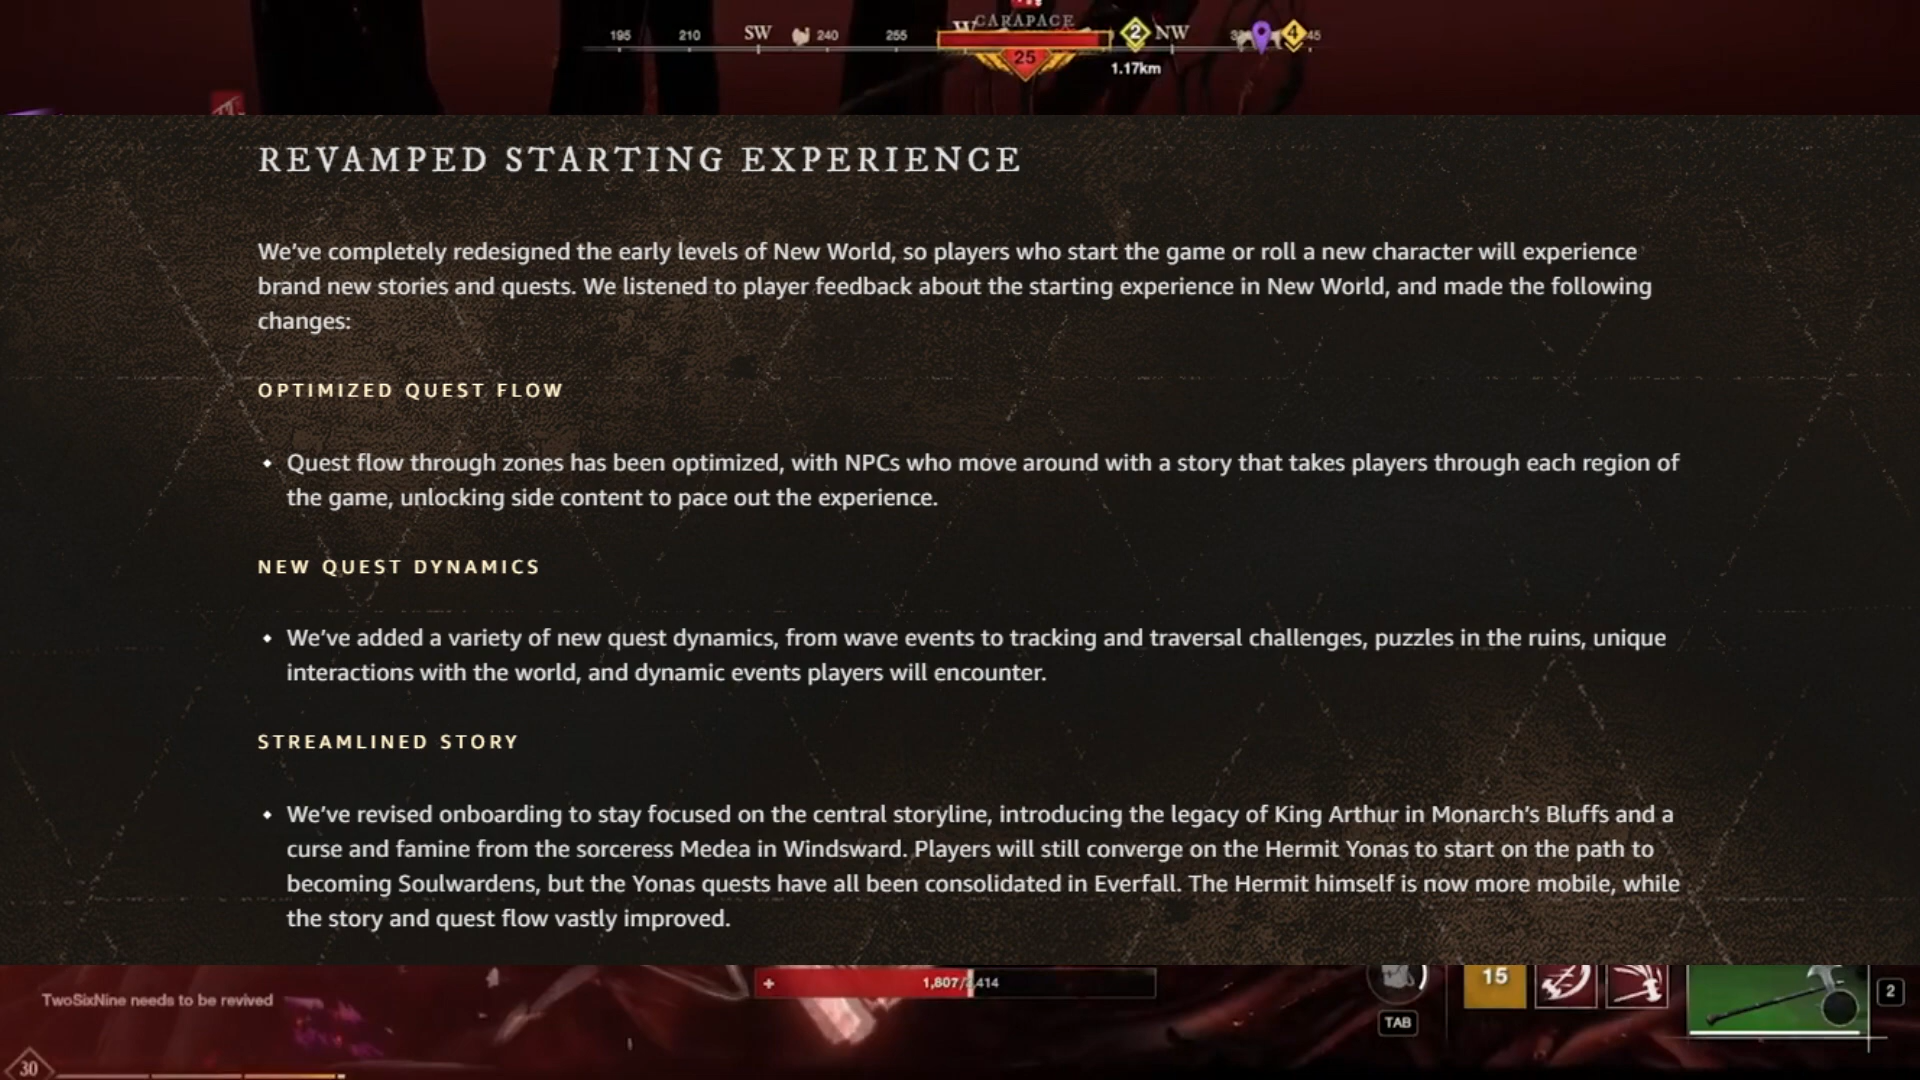 195 210 SW 240 255 W CARAPACE 2 NW 4 45
25
1.17km
REVAMPED STARTING EXPERIENCE
We’ve completely redesigned the early levels of New World, so players who start the game or roll a new character will experience
brand new stories and quests. We listened to player feedback about the starting experience in New World, and made the following
changes:
OPTIMIZED QUEST FLOW
• Quest flow through zones has been optimized, with NPCs who move around with a story that takes players through each region of
the game, unlocking side content to pace out the experience.
NEW QUEST DYNAMICS
• We’ve added a variety of new quest dynamics, from wave events to tracking and traversal challenges, puzzles in the ruins, unique
interactions with the world, and dynamic events players will encounter.
STREAMLINED STORY
• We’ve revised onboarding to stay focused on the central storyline, introducing the legacy of King Arthur in Monarch’s Bluffs and a
curse and famine from the sorceress Medea in Windsward. Players will still converge on the Hermit Yonas to start on the path to
becoming Soulwardens, but the Yonas quests have all been consolidated in Everfall. The Hermit himself is now more mobile, while
the story and quest flow vastly improved.
TwoSixNine needs to be revived
15
2
TAB
30